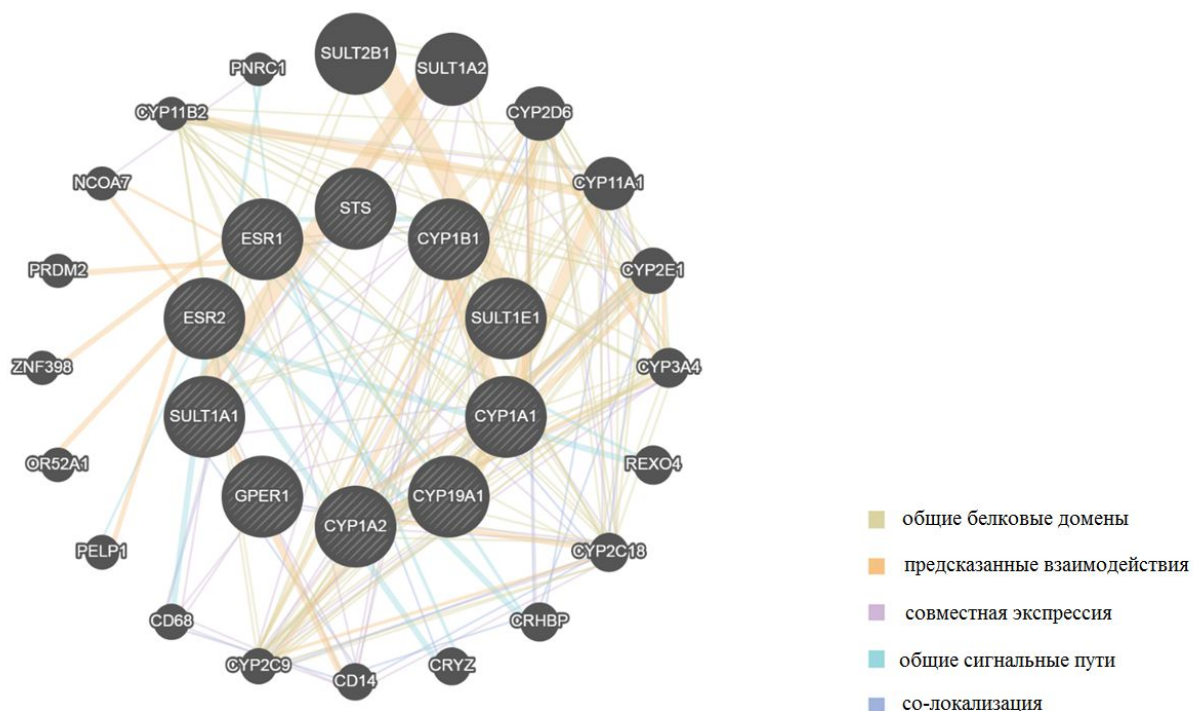 SULT2B1
SULT1A2
PNRC1
CYP2D6
CYP11B2
CYP11A1
NCOA7
STS
ESR1
CYP1B1
PRDM2
CYP2E1
ESR2
SULT1E1
ZNF398
CYP3A4
SULT1A1
CYP1A1
OR52A1
REXO4
GPER1
CYP19A1
CYP1A2
PELP1
CYP2C18
CD68
CRHBP
CYP2C9
CD14
CRYZ
общие белковые домены
предсказанные взаимодействия
совместная экспрессия
общие сигнальные пути
со-локализация